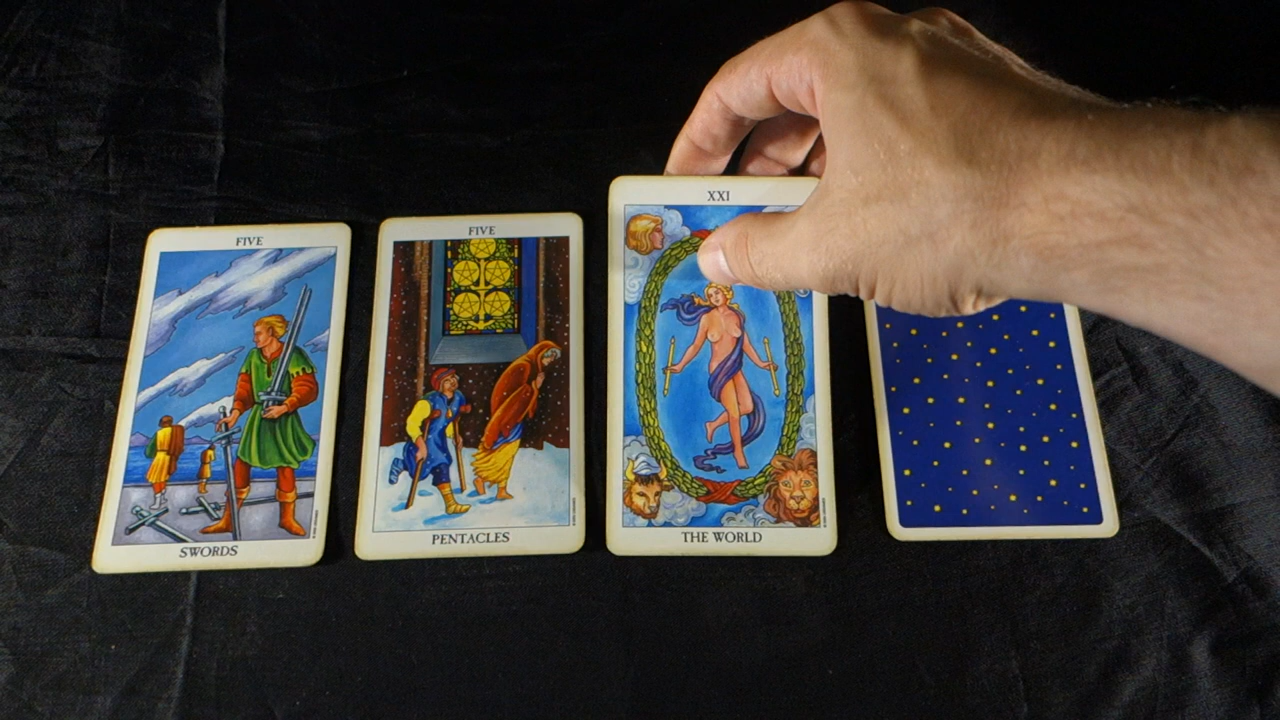 FIVE
SWORDS
FIVE
PENTACLES
XXI
THE WORLD